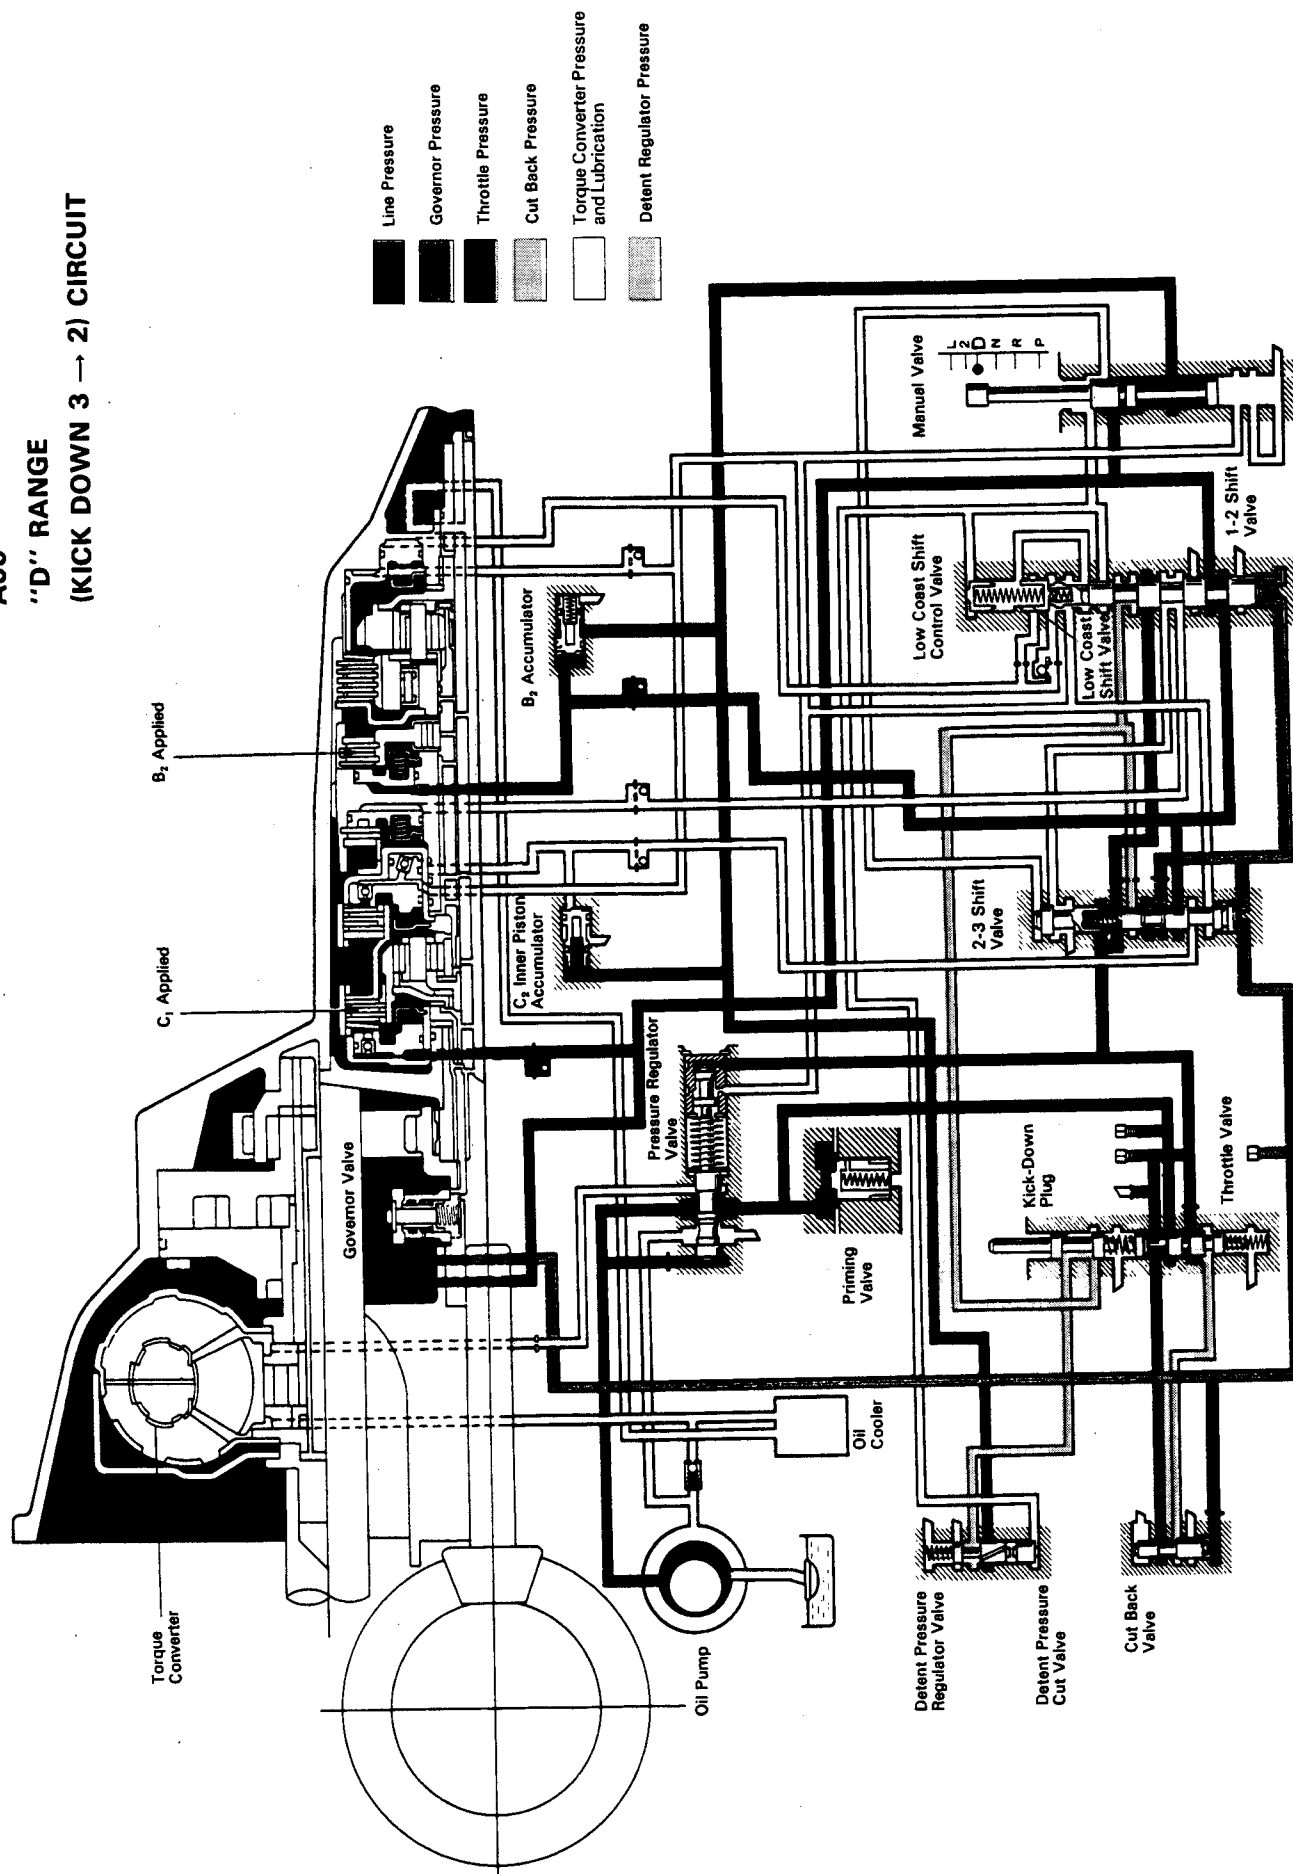 "D" RANGE
(KICK DOWN 3 → 2) CIRCUIT
Line Pressure
Governor Pressure
Throttle Pressure
Cut Back Pressure
Torque Converter Pressure
and Lubrication
Detent Regulator Pressure
Torque
Converter
C₁ Applied
B₂ Applied
Governor Valve
Oil Pump
Oil
Cooler
Pressure Regulator
Valve
Priming
Valve
C₂ Inner Piston
Accumulator
B₂ Accumulator
Detent Pressure
Regulator Valve
Detent Pressure
Cut Valve
Cut Back
Valve
Kick-Down
Plug
Throttle Valve
2-3 Shift
Valve
Low Coast Shift
Control Valve
Low Coast
Shift Valve
1-2 Shift
Valve
Manual Valve
L
2
D
N
R
P